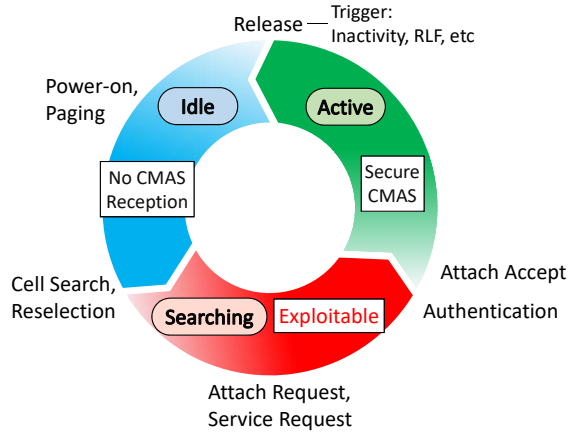 Release
Trigger:
Inactivity, RLF, etc
Power-on,
Paging
Idle
Active
No CMAS
Reception
Secure
CMAS
Cell Search,
Reselection
Attach Accept
Authentication
Searching
Exploitable
Attach Request,
Service Request